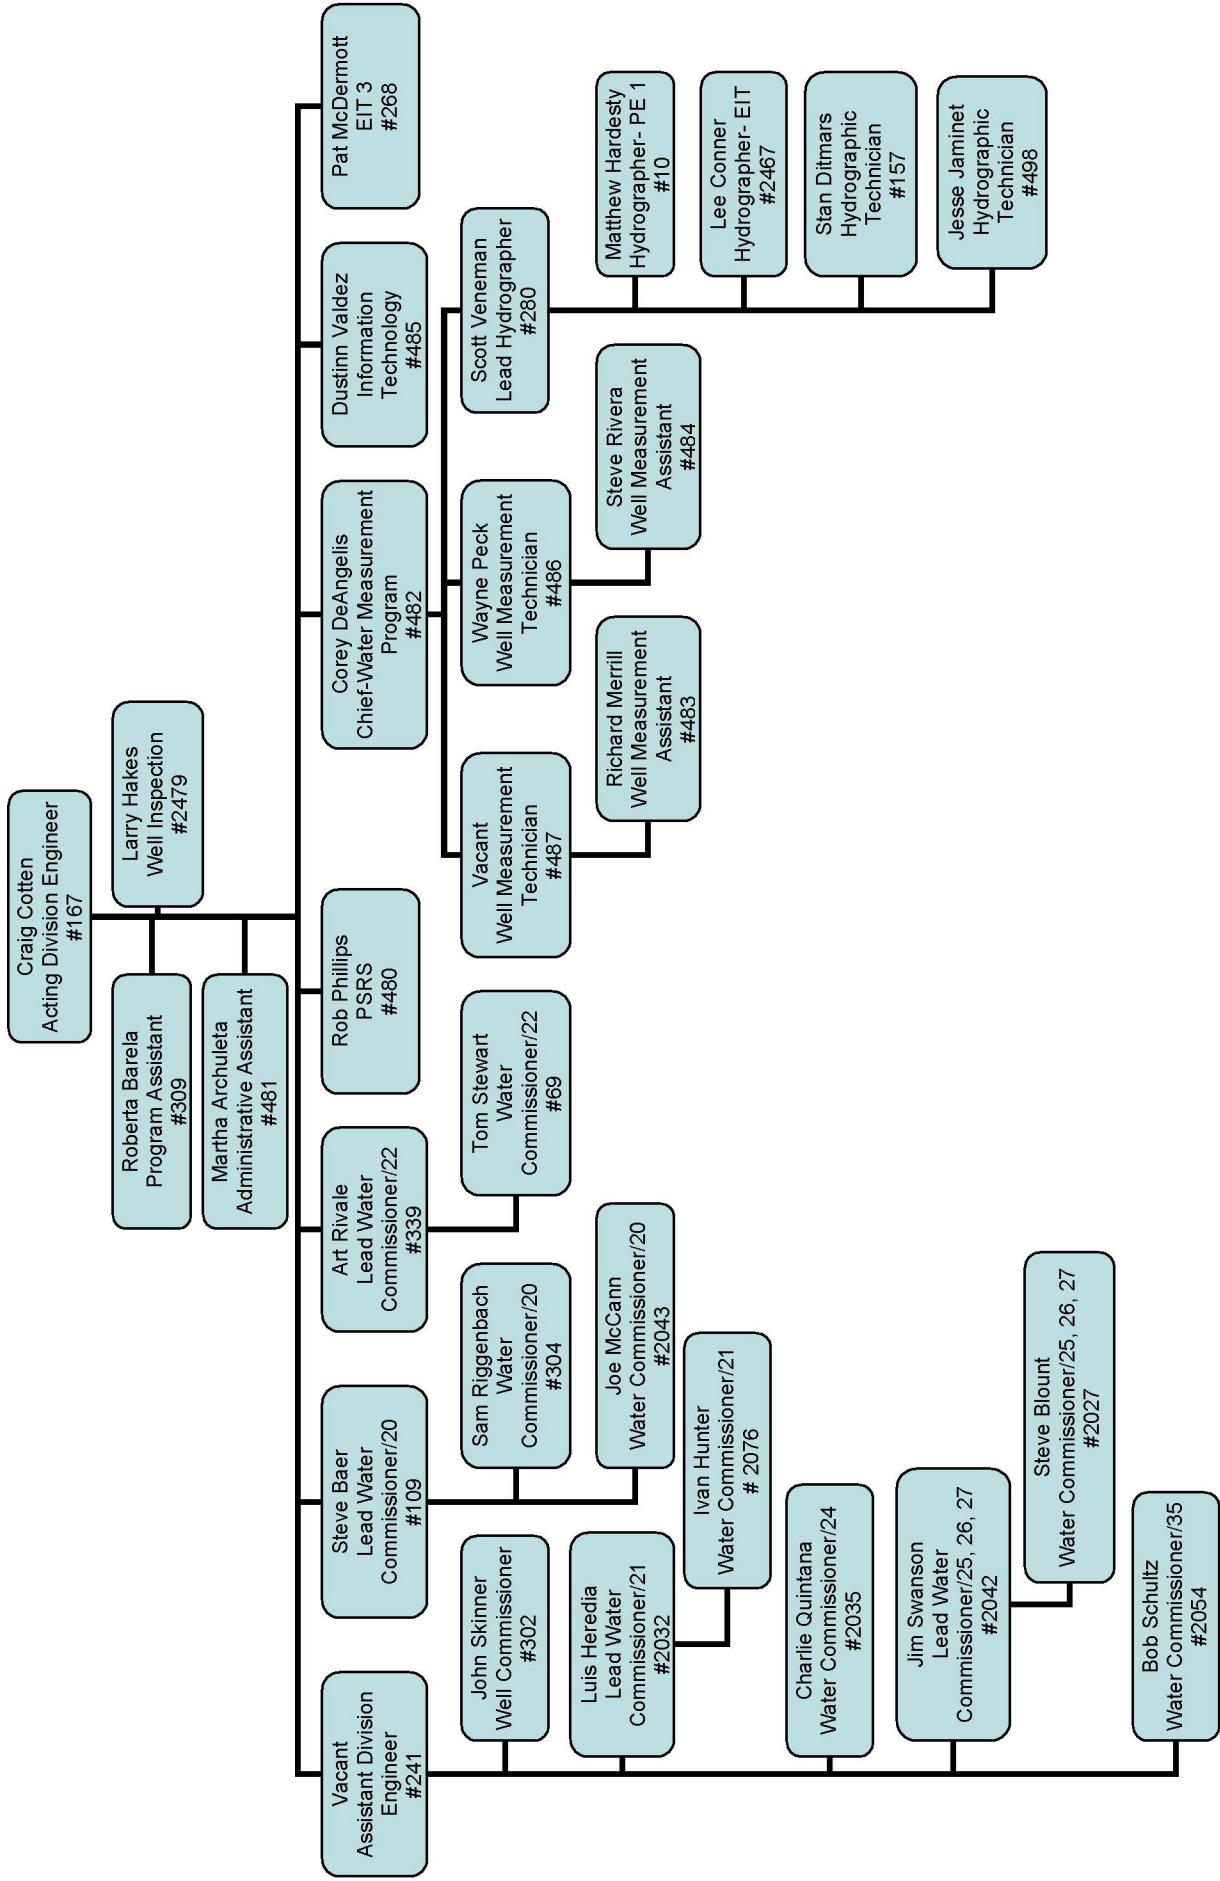 Craig Cotten
Acting Division Engineer
#167
Roberta Barela
Program Assistant
#309
Larry Hakes
Well Inspection
#2479
Martha Archuleta
Administrative Assistant
#481
Vacant
Assistant Division
Engineer
#241
Steve Baer
Lead Water
Commissioner/20
#109
Art Rivale
Lead Water
Commissioner/22
#339
Rob Phillips
PSRS
#480
Corey DeAngelis
Chief-Water Measurement
Program
#482
Dustinn Valdez
Information
Technology
#485
Pat McDermott
EIT 3
#268
John Skinner
Well Commissioner
#302
Sam Riggenbach
Water
Commissioner/20
#304
Tom Stewart
Water
Commissioner/22
#69
Vacant
Well Measurement
Technician
#487
Wayne Peck
Well Measurement
Technician
#486
Scott Veneman
Lead Hydrographer
#280
Luis Heredia
Lead Water
Commissioner/21
#2032
Joe McCann
Water Commissioner/20
#2043
Richard Merrill
Well Measurement
Assistant
#483
Steve Rivera
Well Measurement
Assistant
#484
Matthew Hardesty
Hydrographer- PE 1
#10
Ivan Hunter
Water Commissioner/21
# 2076
Lee Conner
Hydrographer- EIT
#2467
Charlie Quintana
Water Commissioner/24
#2035
Stan Ditmars
Hydrographic
Technician
#157
Jim Swanson
Lead Water
Commissioner/25, 26, 27
#2042
Jesse Jaminet
Hydrographic
Technician
#498
Steve Blount
Water Commissioner/25, 26, 27
#2027
Bob Schultz
Water Commissioner/35
#2054